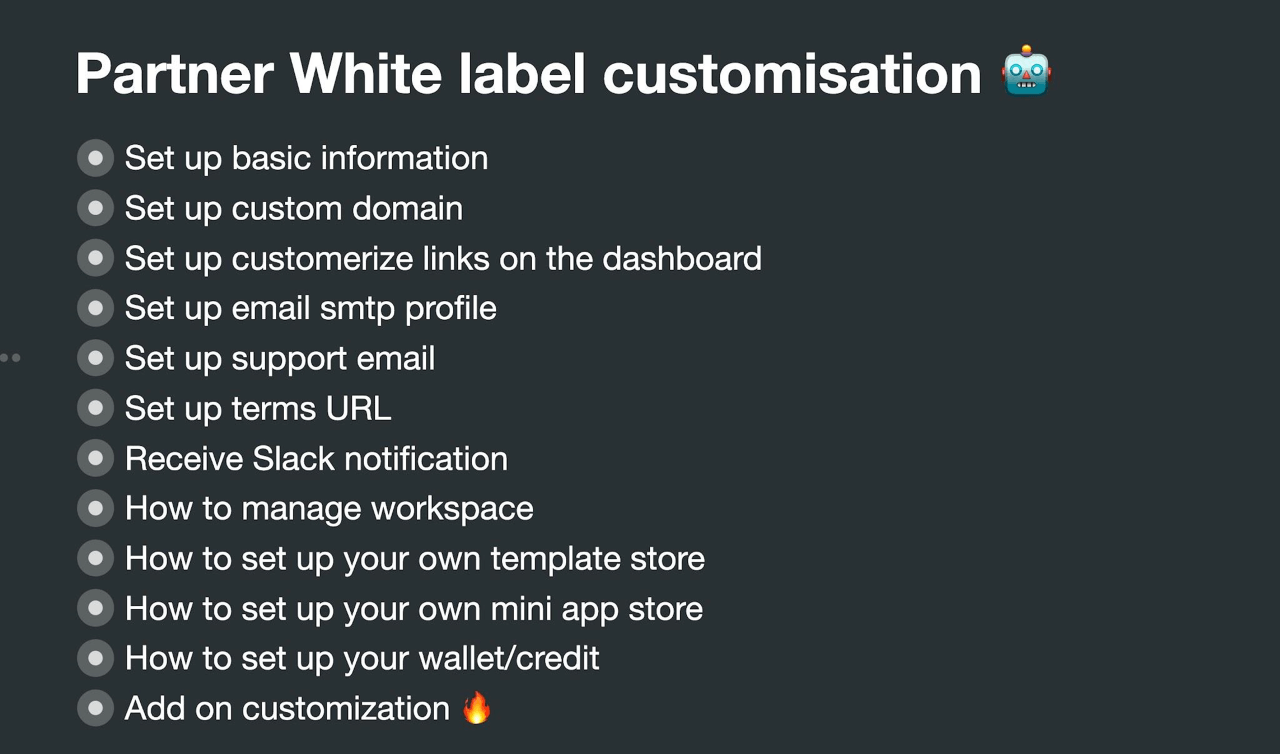 Partner White label customisation 🤖
Set up basic information
Set up custom domain
Set up customerize links on the dashboard
Set up email smtp profile
Set up support email
Set up terms URL
Receive Slack notification
How to manage workspace
How to set up your own template store
How to set up your own mini app store
How to set up your wallet/credit
Add on customization 🔥